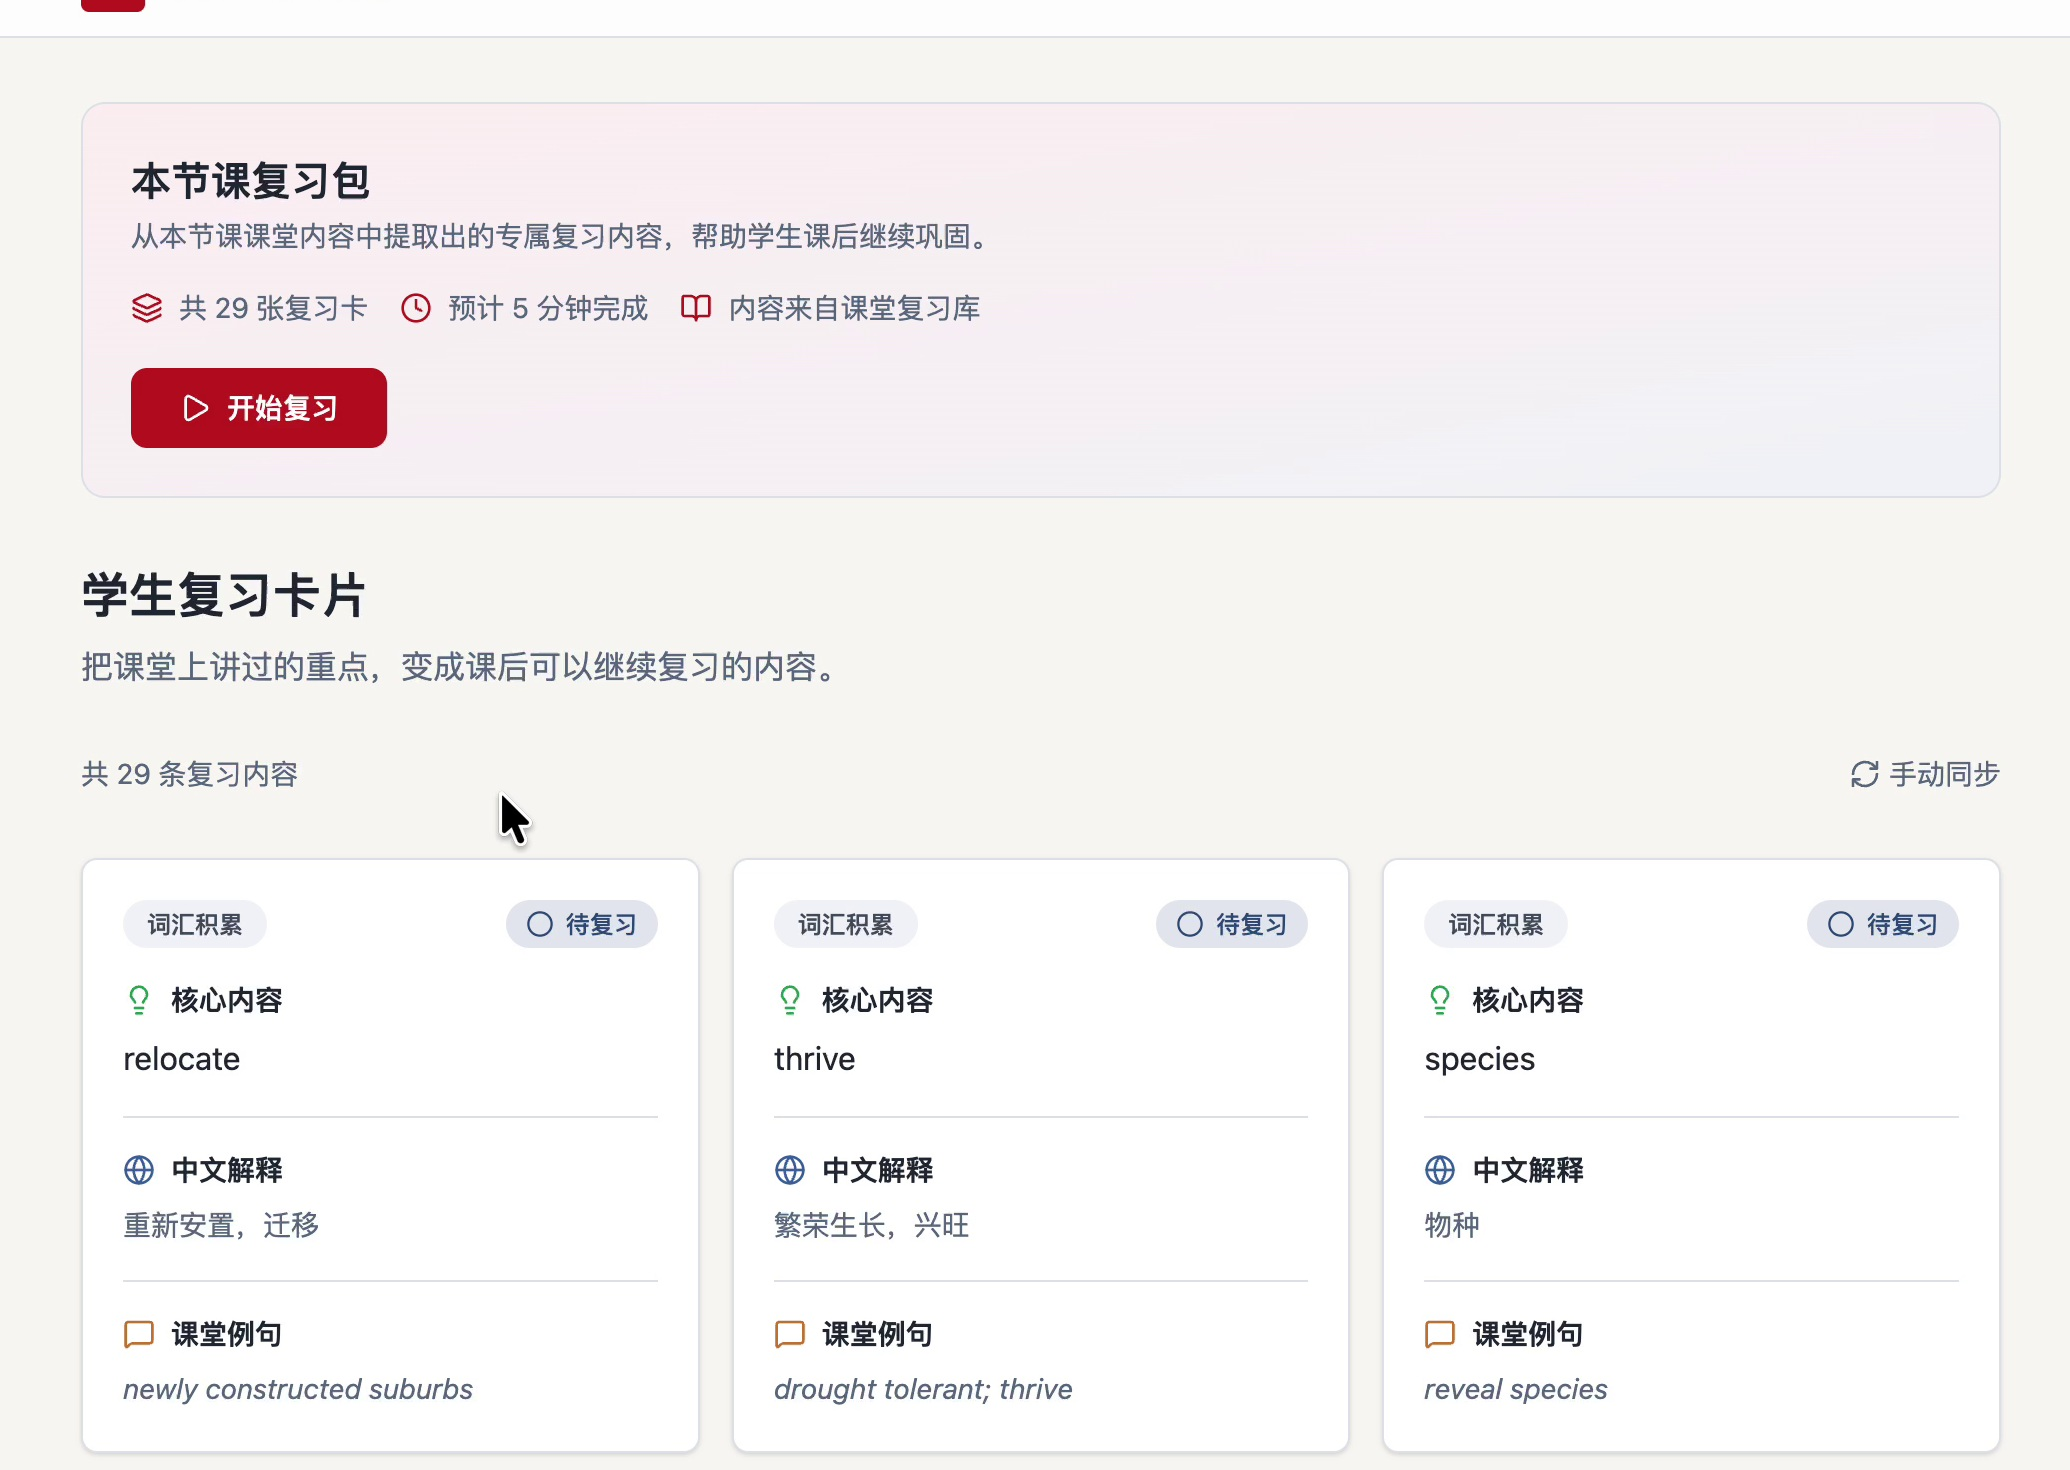 本节课复习包
从本节课课堂内容中提取出的专属复习内容，帮助学生课后继续巩固。
共 29 张复习卡 预计 5 分钟完成 内容来自课堂复习库
开始复习
学生复习卡片
把课堂上讲过的重点，变成课后可以继续复习的内容。
共 29 条复习内容 手动同步
词汇积累 待复习
核心内容
relocate
中文解释
重新安置，迁移
课堂例句
newly constructed suburbs
词汇积累 待复习
核心内容
thrive
中文解释
繁荣生长，兴旺
课堂例句
drought tolerant; thrive
词汇积累 待复习
核心内容
species
中文解释
物种
课堂例句
reveal species